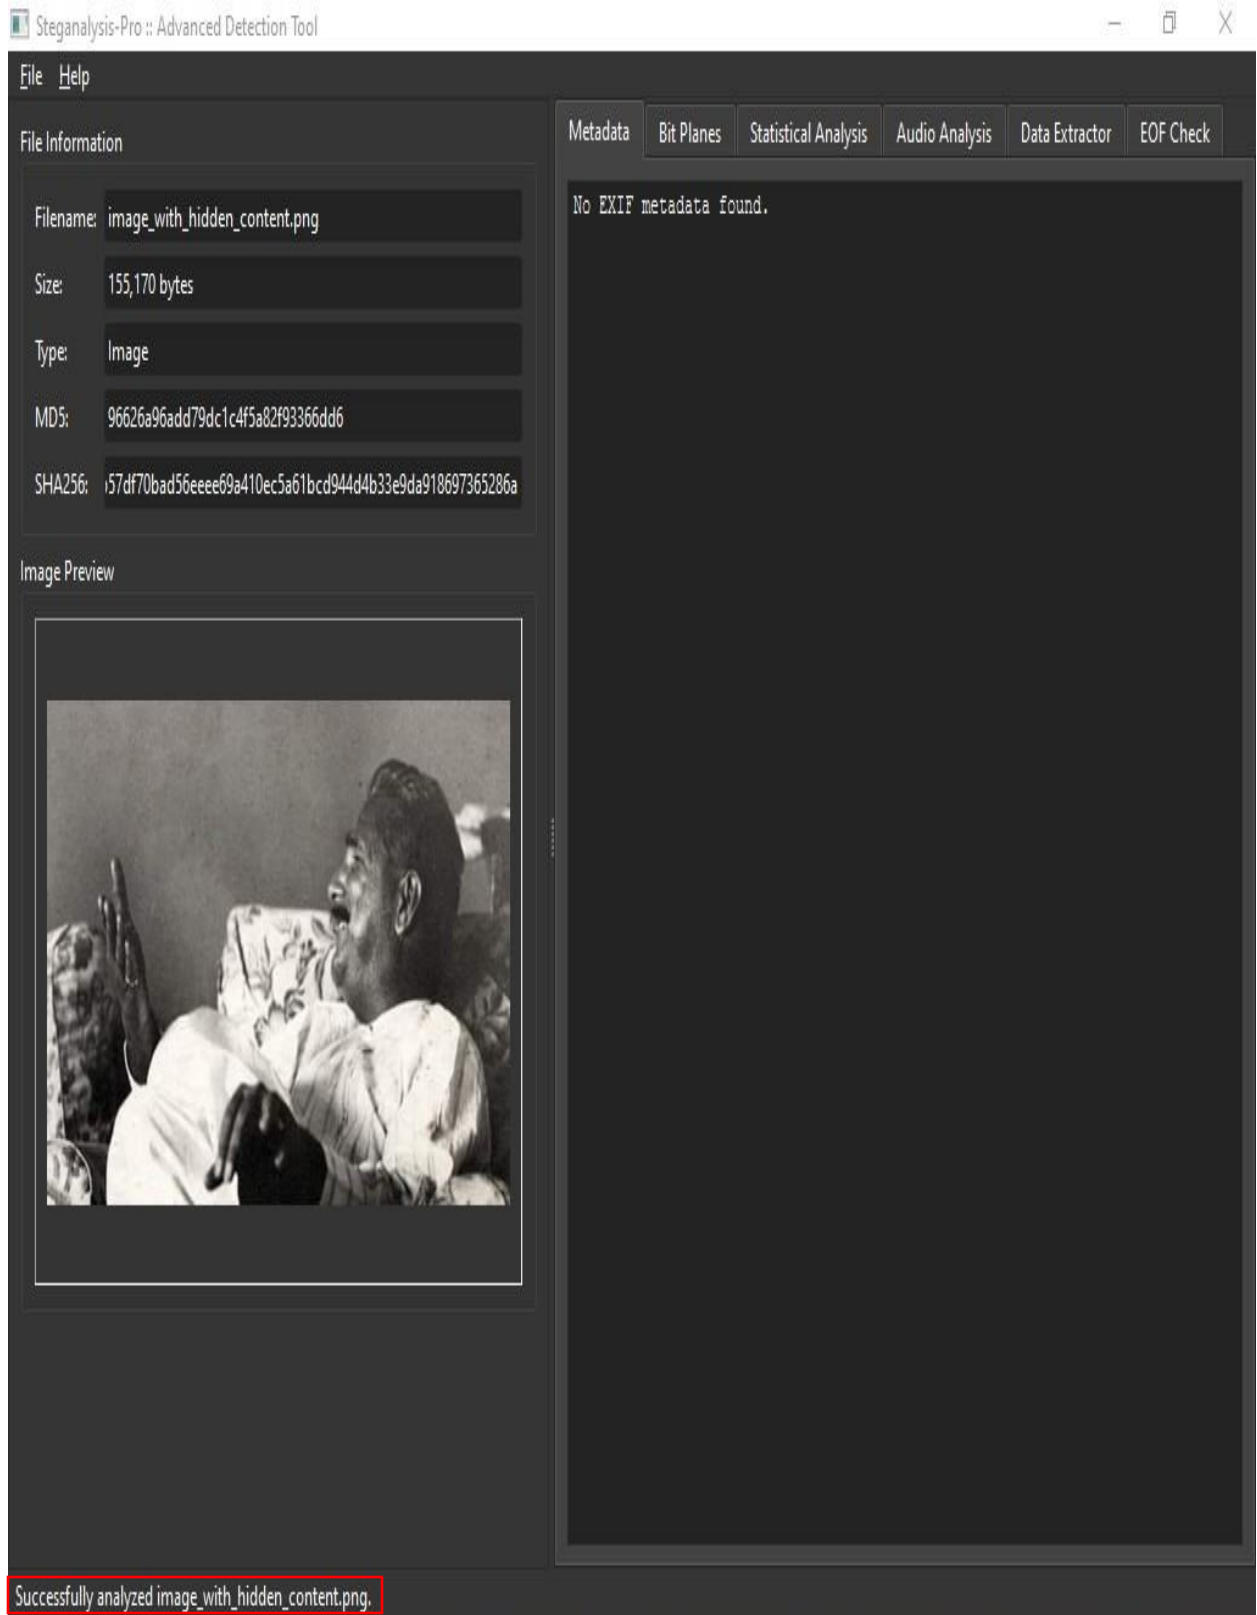 Steganalysis-Pro :: Advanced Detection Tool
File Help
File Information
Filename: image_with_hidden_content.png
Size: 155,170 bytes
Type: Image
MD5: 96626a96add79dc1c4f5a82f93366dd6
SHA256: 57df70bad56eeee69a410ec5a61bcd944d4b33e9da918697365286a
Image Preview
Metadata Bit Planes Statistical Analysis Audio Analysis Data Extractor EOF Check
No EXIF metadata found.
Successfully analyzed image_with_hidden_content.png.